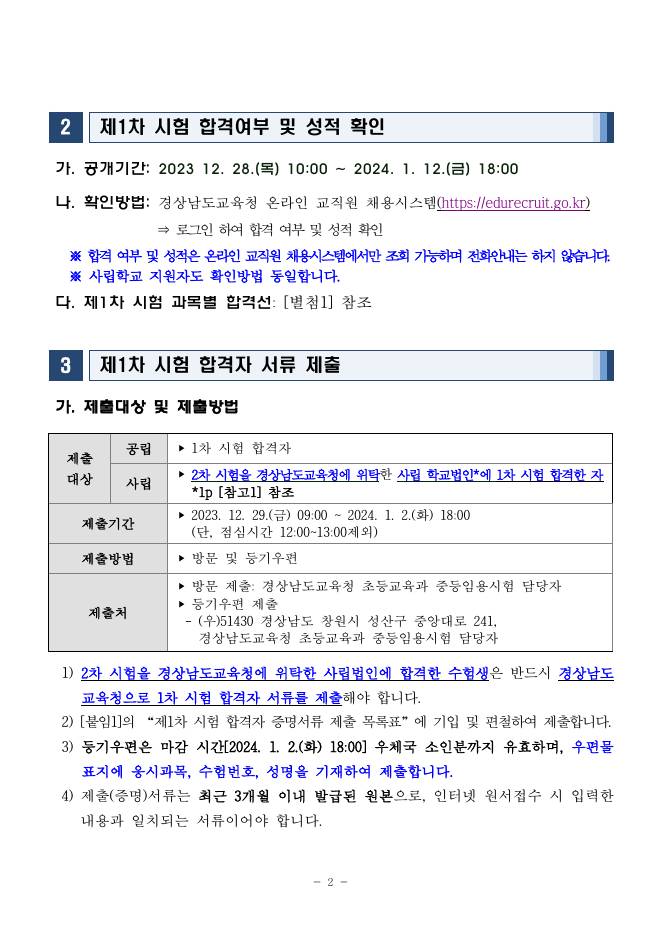 2 제1차 시험 합격여부 및 성적 확인
가. 공개기간: 2023 12. 28.(목) 10:00 ~ 2024. 1. 12.(금) 18:00
나. 확인방법: 경상남도교육청 온라인 교직원 채용시스템(https://edurecruit.go.kr)
⇒ 로그인 하여 합격 여부 및 성적 확인
※ 합격 여부 및 성적은 온라인 교직원 채용시스템에서만 조회 가능하며 전화안내는 하지 않습니다.
※ 사립학교 지원자도 확인방법 동일합니다.
다. 제1차 시험 과목별 합격선: [별첨1] 참조
3 제1차 시험 합격자 서류 제출
가. 제출대상 및 제출방법
제출
대상
공립
▸ 1차 시험 합격자
사립
▸ 2차 시험을 경상남도교육청에 위탁한 사립 학교법인*에 1차 시험 합격한 자
*1p [참고1] 참조
제출기간
▸ 2023. 12. 29.(금) 09:00 ~ 2024. 1. 2.(화) 18:00
(단, 점심시간 12:00~13:00제외)
제출방법
▸ 방문 및 등기우편
제출처
▸ 방문 제출: 경상남도교육청 초등교육과 중등임용시험 담당자
▸ 등기우편 제출
- (우)51430 경상남도 창원시 성산구 중앙대로 241,
경상남도교육청 초등교육과 중등임용시험 담당자
1) 2차 시험을 경상남도교육청에 위탁한 사립법인에 합격한 수험생은 반드시 경상남도
교육청으로 1차 시험 합격자 서류를 제출해야 합니다.
2) [붙임1]의 “제1차 시험 합격자 증명서류 제출 목록표”에 기입 및 편철하여 제출합니다.
3) 등기우편은 마감 시간[2024. 1. 2.(화) 18:00] 우체국 소인분까지 유효하며, 우편물
표지에 응시과목, 수험번호, 성명을 기재하여 제출합니다.
4) 제출(증명)서류는 최근 3개월 이내 발급된 원본으로, 인터넷 원서접수 시 입력한
내용과 일치되는 서류이어야 합니다.
- 2 -